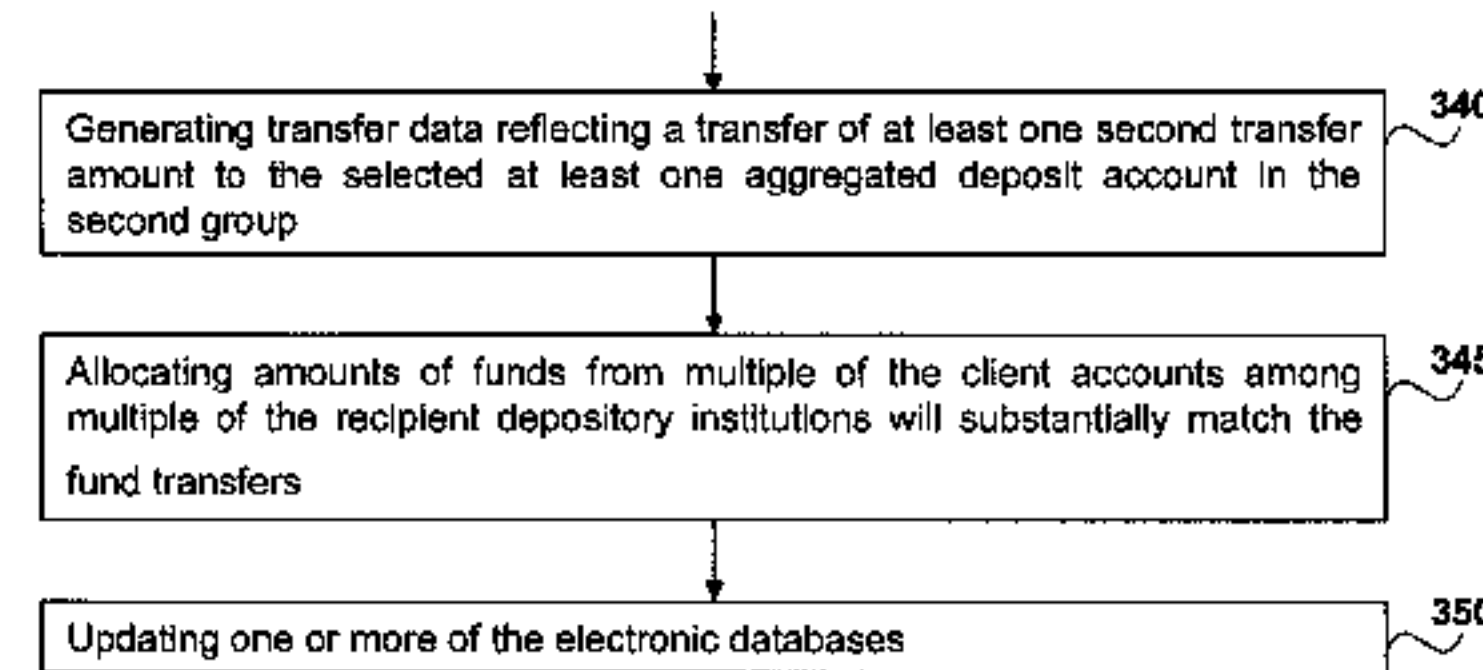 340
Generating transfer data reflecting a transfer of at least one second transfer
amount to the selected at least one aggregated deposit account in the
second group
345
Allocating amounts of funds from multiple of the client accounts among
multiple of the recipient depository institutions will substantially match the
fund transfers
350
Updating one or more of the electronic databases